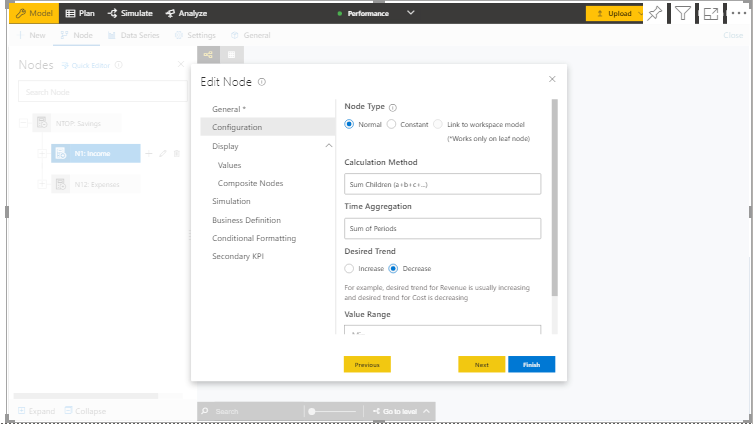 Model Plan Simulate Analyze Performance Upload
New Node Data Series Settings General Close
Nodes Quick Editor
Search Node
NTOP: Savings
N1: Income
N12: Expenses
Edit Node
General *
Configuration
Display
Values
Composite Nodes
Simulation
Business Definition
Conditional Formatting
Secondary KPI
Node Type
Normal Constant Link to workspace model
(*Works only on leaf node)
Calculation Method
Sum Children (a+b+c+...)
Time Aggregation
Sum of Periods
Desired Trend
Increase Decrease
For example, desired trend for Revenue is usually increasing
and desired trend for Cost is decreasing
Value Range
Previous Next Finish
Expand Collapse Search Go to level